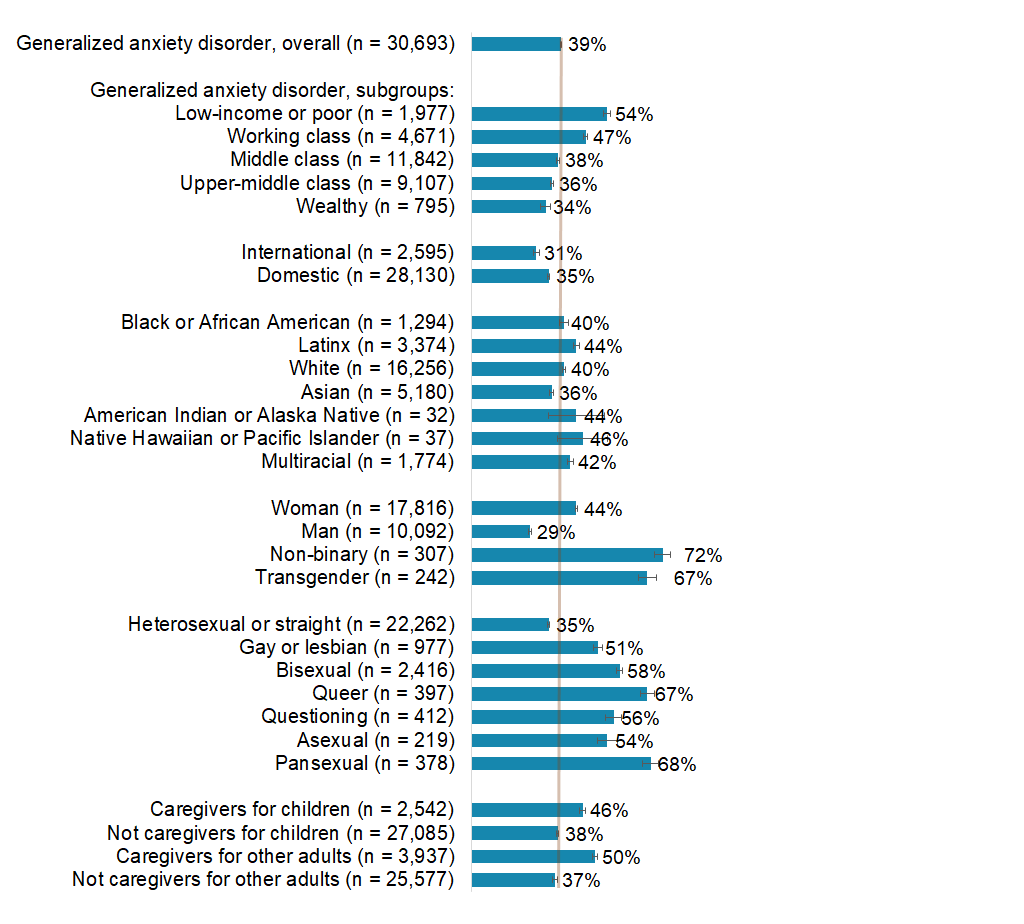 Generalized anxiety disorder, overall (n = 30,693) 39%
Generalized anxiety disorder, subgroups:
Low-income or poor (n = 1,977) 54%
Working class (n = 4,671) 47%
Middle class (n = 11,842) 38%
Upper-middle class (n = 9,107) 36%
Wealthy (n = 795) 34%
International (n = 2,595) 31%
Domestic (n = 28,130) 35%
Black or African American (n = 1,294) 40%
Latinx (n = 3,374) 44%
White (n = 16,256) 40%
Asian (n = 5,180) 36%
American Indian or Alaska Native (n = 32) 44%
Native Hawaiian or Pacific Islander (n = 37) 46%
Multiracial (n = 1,774) 42%
Woman (n = 17,816) 44%
Man (n = 10,092) 29%
Non-binary (n = 307) 72%
Transgender (n = 242) 67%
Heterosexual or straight (n = 22,262) 35%
Gay or lesbian (n = 977) 51%
Bisexual (n = 2,416) 58%
Queer (n = 397) 67%
Questioning (n = 412) 56%
Asexual (n = 219) 54%
Pansexual (n = 378) 68%
Caregivers for children (n = 2,542) 46%
Not caregivers for children (n = 27,085) 38%
Caregivers for other adults (n = 3,937) 50%
Not caregivers for other adults (n = 25,577) 37%